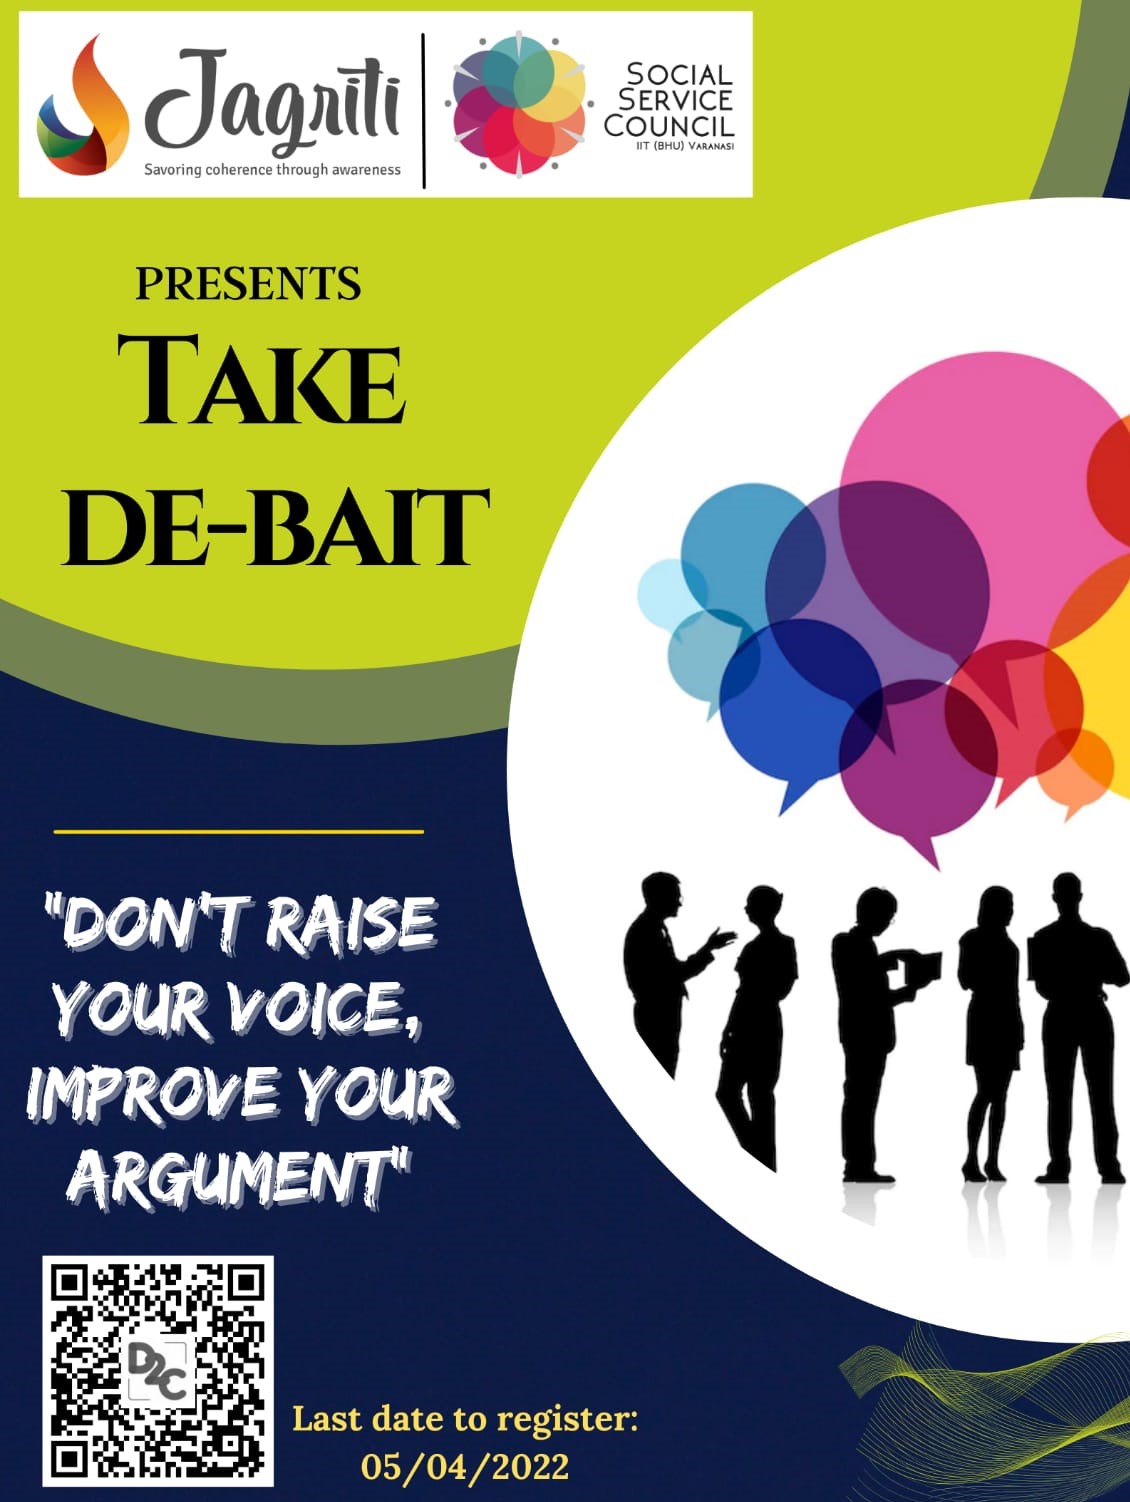 Jagriti
Savoring coherence through awareness
SOCIAL
SERVICE
COUNCIL
IIT (BHU) VARANASI
PRESENTS
TAKE
DE-BAIT
"DON'T RAISE
YOUR VOICE,
IMPROVE YOUR
ARGUMENT"
D2C
Last date to register:
05/04/2022